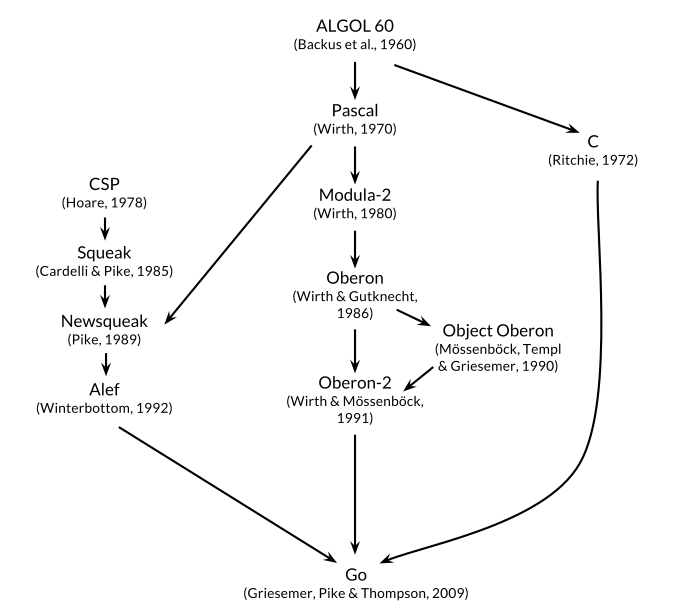 ALGOL 60
(Backus et al., 1960)
Pascal
(Wirth, 1970)
C
(Ritchie, 1972)
CSP
(Hoare, 1978)
Modula-2
(Wirth, 1980)
Squeak
(Cardelli & Pike, 1985)
Oberon
(Wirth & Gutknecht,
1986)
Newsqueak
(Pike, 1989)
Object Oberon
(Mössenböck, Templ
& Griesemer, 1990)
Alef
(Winterbottom, 1992)
Oberon-2
(Wirth & Mössenböck,
1991)
Go
(Griesemer, Pike & Thompson, 2009)